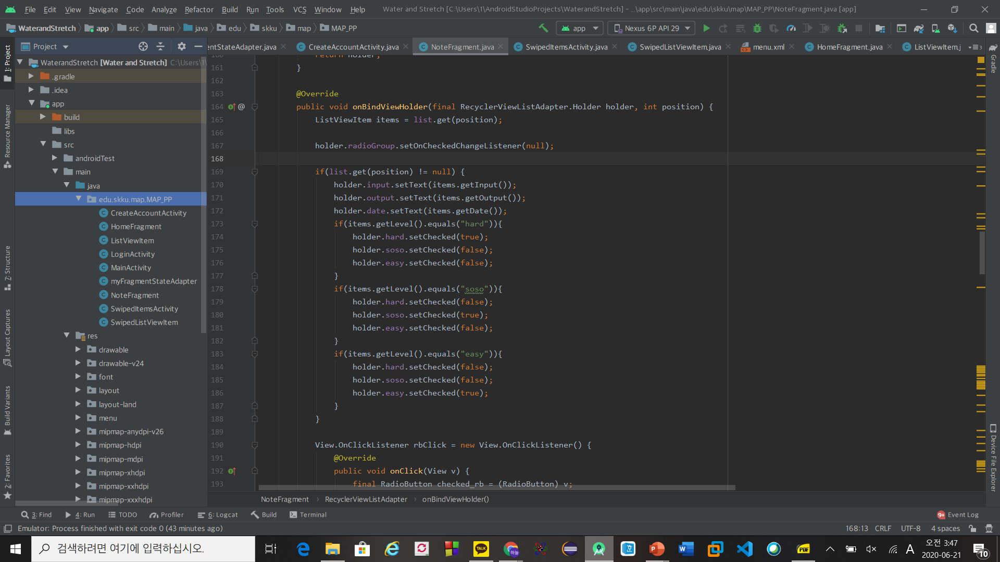 File Edit View Navigate Code Analyze Refactor Build Run Tools VCS Window Help Water and Stretch [C:\Users\1\AndroidStudioProjects\WaterandStretch] - ...\app\src\main\java\edu\skku\map\MAP_PP\NoteFragment.java [app]
WaterandStretch app src main java edu skku map MAP_PP app Nexus 6P API 29
Project
entStateAdapter.java CreateAccountActivity.java NoteFragment.java SwipedItemsActivity.java SwipedListViewItem.java menu.xml HomeFragment.java ListViewItem.j 3
1: Project
Resource Manager
7: Structure
Layout Captures
Build Variants
2: Favorites
WaterandStretch [Water and Stretch] C:\Users\1\
.gradle
.idea
app
build
libs
src
androidTest
main
java
edu.skku.map.MAP_PP
CreateAccountActivity
HomeFragment
ListViewItem
LoginActivity
MainActivity
myFragmentStateAdapter
NoteFragment
SwipedItemsActivity
SwipedListViewItem
res
drawable
drawable-v24
font
layout
layout-land
menu
mipmap-anydpi-v26
mipmap-hdpi
mipmap-mdpi
mipmap-xhdpi
mipmap-xxhdpi
mipmap-xxxhdpi
160 return holder;
161 }
162
163 @Override
164 @ public void onBindViewHolder(final RecyclerViewListAdapter.Holder holder, int position) {
165 ListViewItem items = list.get(position);
166
167 holder.radioGroup.setOnCheckedChangeListener(null);
168
169 if(list.get(position) != null) {
170 holder.input.setText(items.getInput());
171 holder.output.setText(items.getOutput());
172 holder.date.setText(items.getDate());
173 if(items.getLevel().equals("hard")){
174 holder.hard.setChecked(true);
175 holder.soso.setChecked(false);
176 holder.easy.setChecked(false);
177 }
178 if(items.getLevel().equals("soso")){
179 holder.hard.setChecked(false);
180 holder.soso.setChecked(true);
181 holder.easy.setChecked(false);
182 }
183 if(items.getLevel().equals("easy")){
184 holder.hard.setChecked(false);
185 holder.soso.setChecked(false);
186 holder.easy.setChecked(true);
187 }
188 }
189
190 View.OnClickListener rbClick = new View.OnClickListener() {
191 @Override
192 public void onClick(View v) {
193 final RadioButton checked_rb = (RadioButton) v;
NoteFragment RecyclerViewListAdapter onBindViewHolder()
Gradle
Device File Explorer
3: Find 4: Run TODO Profiler 6: Logcat Build Terminal 9+ Event Log
Emulator: Process finished with exit code 0 (43 minutes ago) 168:13 CRLF UTF-8 4 spaces
검색하려면 여기에 입력하십시오.
TALK
하늘
P
W
PDF
A
오전 3:47
2020-06-21
10